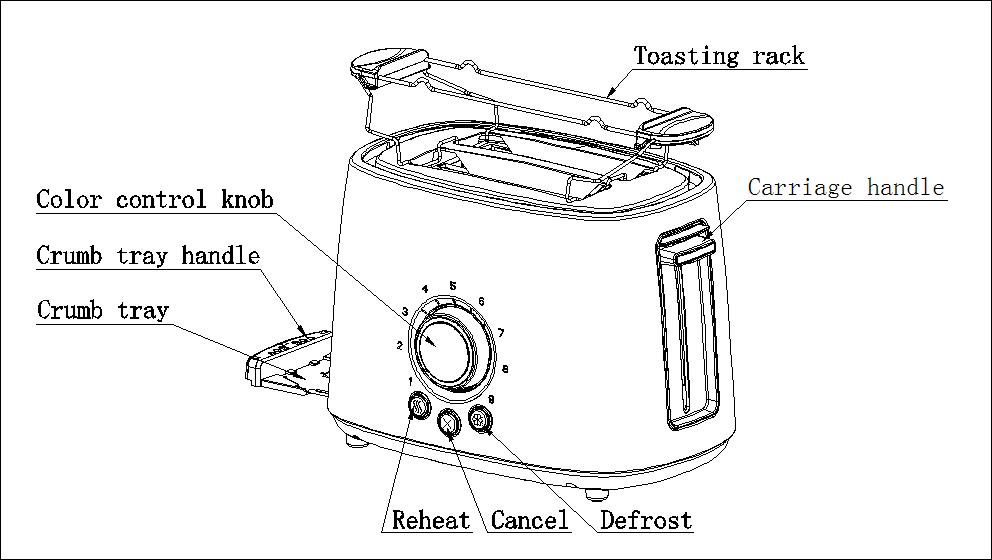 Toasting rack
Carriage handle
Color control knob
Crumb tray handle
Crumb tray
1
2
3
4
5
6
7
8
9
Reheat
Cancel
Defrost